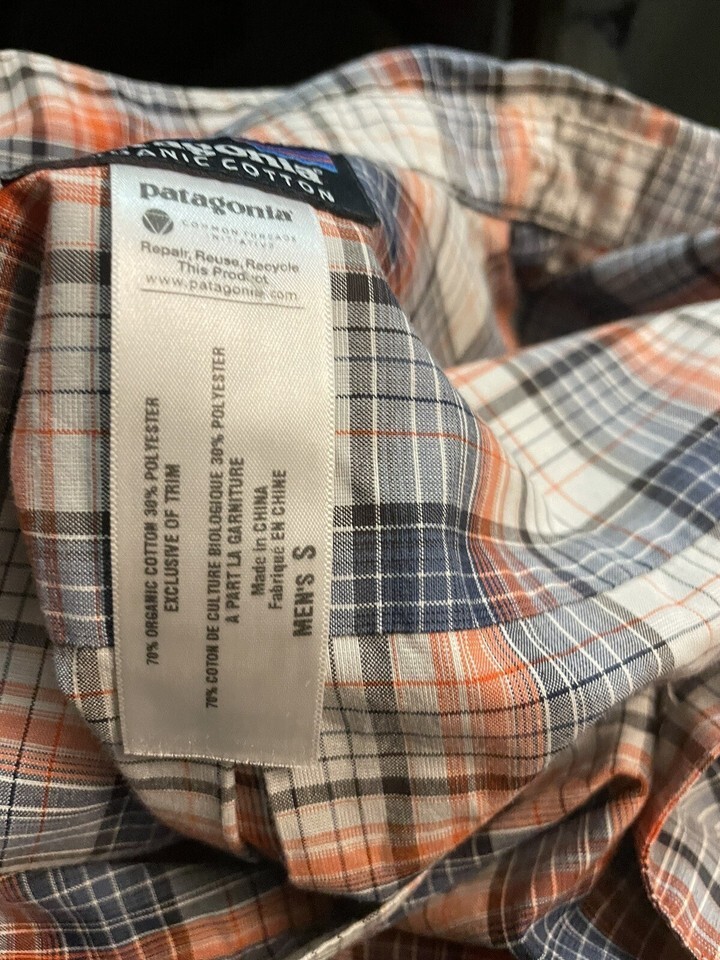 ORGANIC COTTON
patagonia
COMMON THREADS
INITIATIVE
Repair, Reuse, Recycle
This Product
www.patagonia.com
70% ORGANIC COTTON 30% POLYESTER
EXCLUSIVE OF TRIM
70% COTON DE CULTURE BIOLOGIQUE 30% POLYESTER
A PART LA GARNITURE
Made in CHINA
Fabriqué EN CHINE
MEN'S S